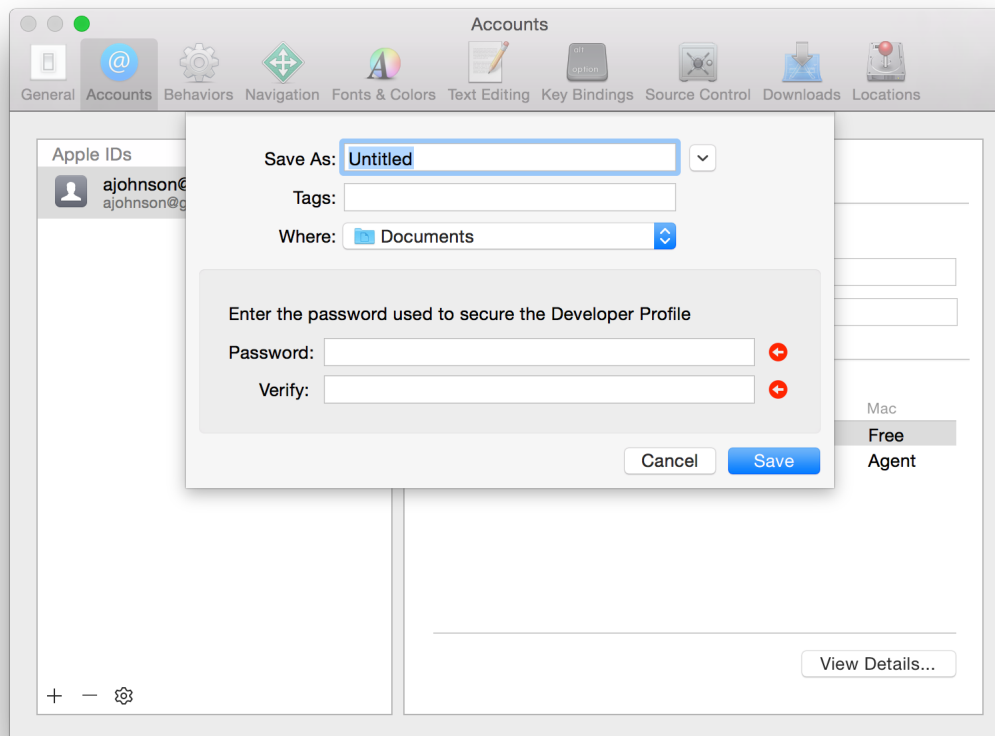 Accounts
General Accounts Behaviors Navigation Fonts & Colors Text Editing Key Bindings Source Control Downloads Locations
Apple IDs
ajohnson@
ajohnson@g
Save As: Untitled
Tags:
Where: Documents
Enter the password used to secure the Developer Profile
Password:
Verify:
Cancel Save
Mac
Free
Agent
View Details...